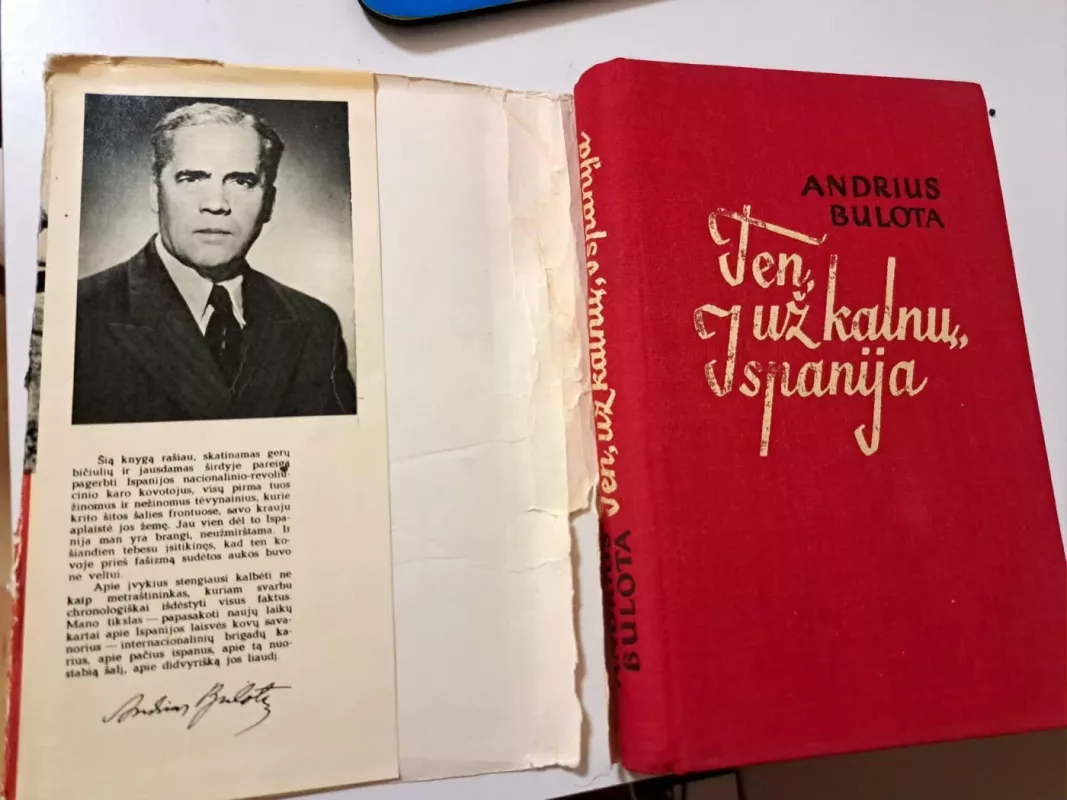 Šią knygą rašiau, skatinamas gerų
bičiulių ir jausdamas širdyje pareigą
pagerbti Ispanijos nacionalinio-revoliu-
cinio karo kovotojus, visų pirma tuos
žinomus ir nežinomus tėvynainius, kurie
krito šitos šalies frontuose, savo krauju
aplaistė jos žemę. Jau vien dėl to Ispa-
nija man yra brangi, neužmirštama. Ir
šiandien tebesu įsitikinęs, kad ten ko-
voje prieš fašizmą sudėtos aukos buvo
ne veltui.
Apie įvykius stengiausi kalbėti ne
kaip metraštininkas, kuriam svarbu
chronologiškai išdėstyti visus faktus.
Mano tikslas — papasakoti naujų laikų
kartai apie Ispanijos laisvės kovų sava-
norius — internacionalinių brigadų ka-
rius, apie pačius ispanus, apie tą nuo-
stabią šalį, apie didvyrišką jos liaudį.
Andrius Bulota
ANDRIUS BULOTA Ten, už kalnų, Ispanija
ANDRIUS
BULOTA
Ten,
už kalnų,
Ispanija